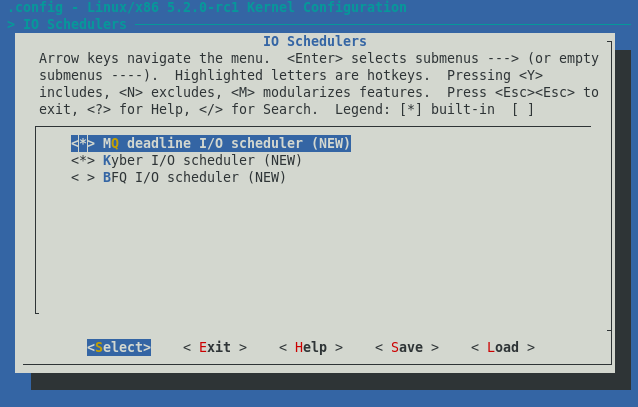 .config - Linux/x86 5.2.0-rc1 Kernel Configuration
> IO Schedulers
IO Schedulers
Arrow keys navigate the menu.  <Enter> selects submenus ---> (or empty
submenus ----).  Highlighted letters are hotkeys.  Pressing <Y>
includes, <N> excludes, <M> modularizes features.  Press <Esc><Esc> to
exit, <?> for Help, </> for Search.  Legend: [*] built-in  [ ]
<*> MQ deadline I/O scheduler (NEW)
<*> Kyber I/O scheduler (NEW)
< > BFQ I/O scheduler (NEW)
<Select>    < Exit >    < Help >    < Save >    < Load >